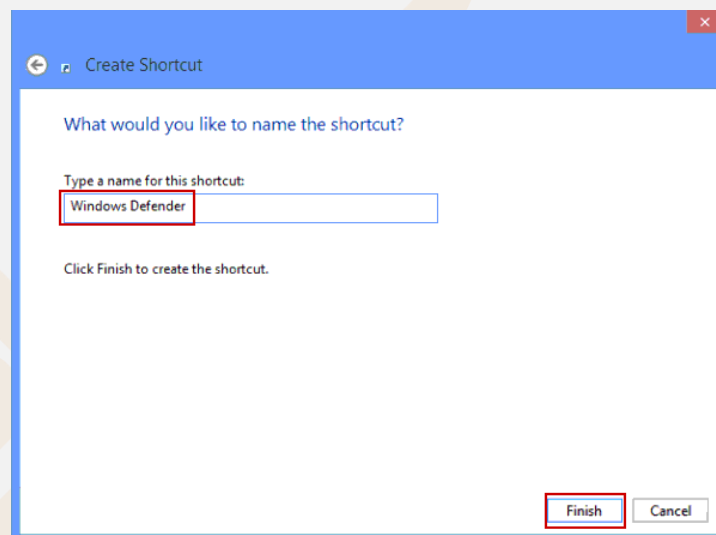 Create Shortcut
What would you like to name the shortcut?
Type a name for this shortcut:
Windows Defender
Click Finish to create the shortcut.
Finish Cancel